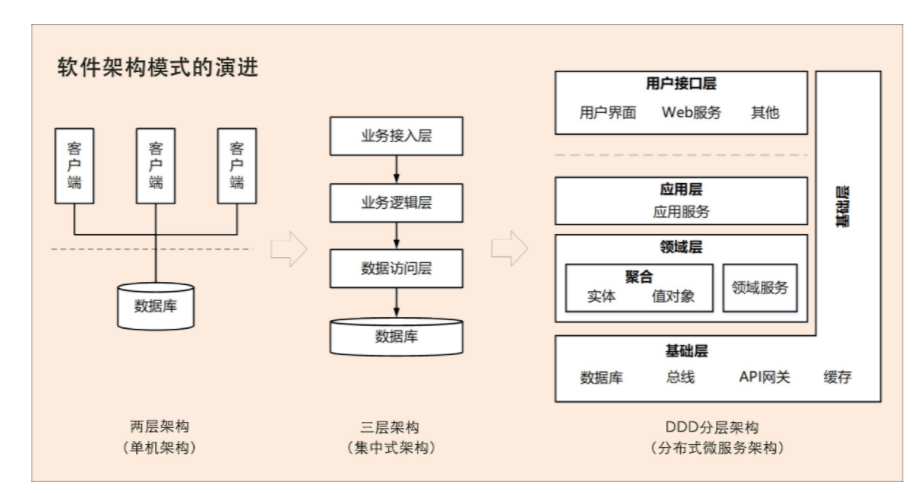 软件架构模式的演进
客户端
客户端
客户端
数据库
两层架构
（单机架构）
业务接入层
业务逻辑层
数据访问层
数据库
三层架构
（集中式架构）
用户接口层
用户界面 Web服务 其他
应用层
应用服务
领域层
聚合
实体 值对象
领域服务
基础层
基础层
数据库 总线 API网关 缓存
DDD分层架构
（分布式微服务架构）